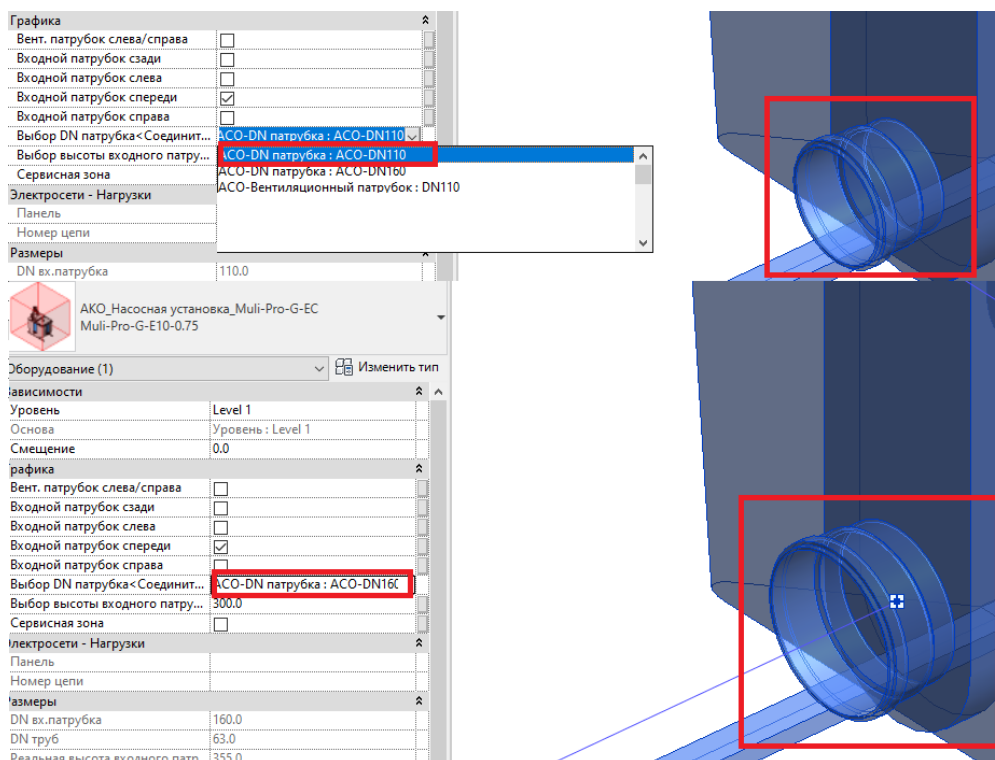 Графика
Вент. патрубок слева/справа
Входной патрубок сзади
Входной патрубок слева
Входной патрубок спереди
Входной патрубок справа
Выбор DN патрубка<Соединит... ACO-DN патрубка : ACO-DN110
Выбор высоты входного патру... ACO-DN патрубка : ACO-DN110
Сервисная зона ACO-DN патрубка : ACO-DN160
ACO-Вентиляционный патрубок : DN110
Электросети - Нагрузки
Панель
Номер цепи
Размеры
DN вх.патрубка 110.0
АКО_Насосная установка_Muli-Pro-G-EC
Muli-Pro-G-E10-0.75
Оборудование (1) Изменить тип
Зависимости
Уровень Level 1
Основа Уровень : Level 1
Смещение 0.0
Графика
Вент. патрубок слева/справа
Входной патрубок сзади
Входной патрубок слева
Входной патрубок спереди
Входной патрубок справа
Выбор DN патрубка<Соединит... ACO-DN патрубка : ACO-DN160
Выбор высоты входного патру... 300.0
Сервисная зона
Электросети - Нагрузки
Панель
Номер цепи
Размеры
DN вх.патрубка 160.0
DN труб 63.0
Реальная высота входного патр... 355.0